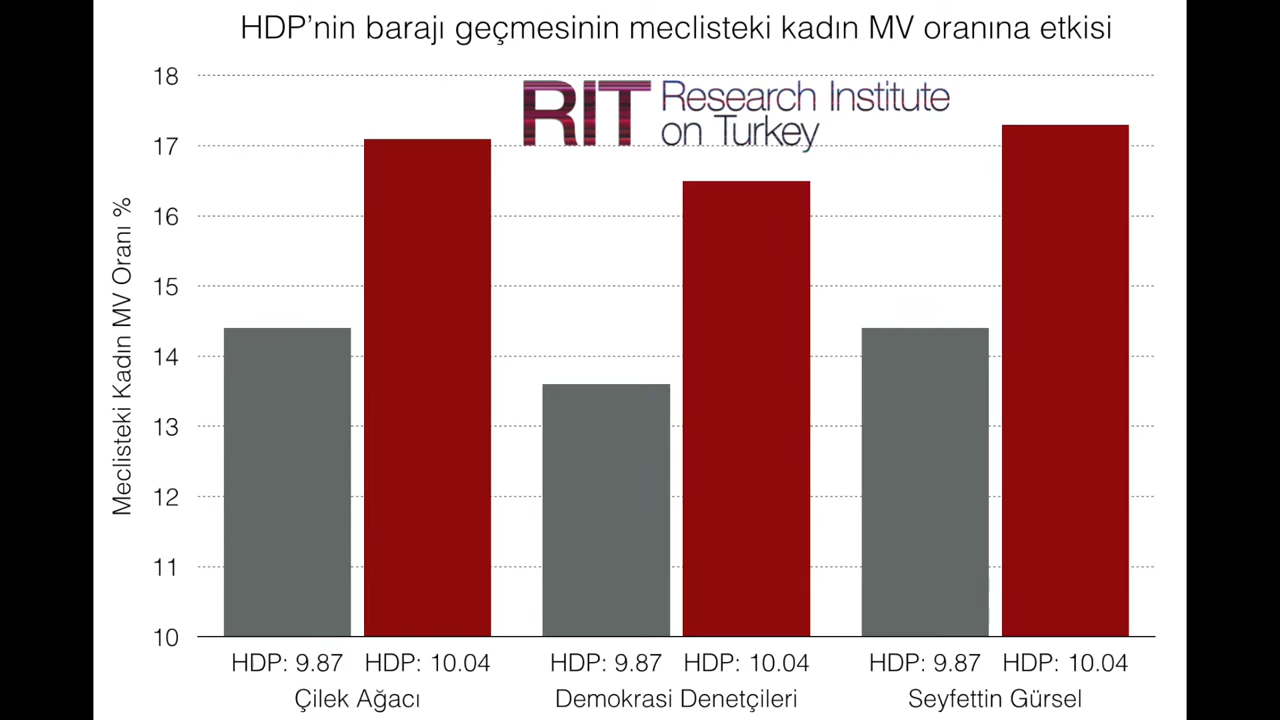 HDP’nin barajı geçmesinin meclisteki kadın MV oranına etkisi
RIT Research Institute
on Turkey
Meclisteki Kadın MV Oranı %
18
17
16
15
14
13
12
11
10
HDP: 9.87 HDP: 10.04 HDP: 9.87 HDP: 10.04 HDP: 9.87 HDP: 10.04
Çilek Ağacı Demokrasi Denetçileri Seyfettin Gürsel